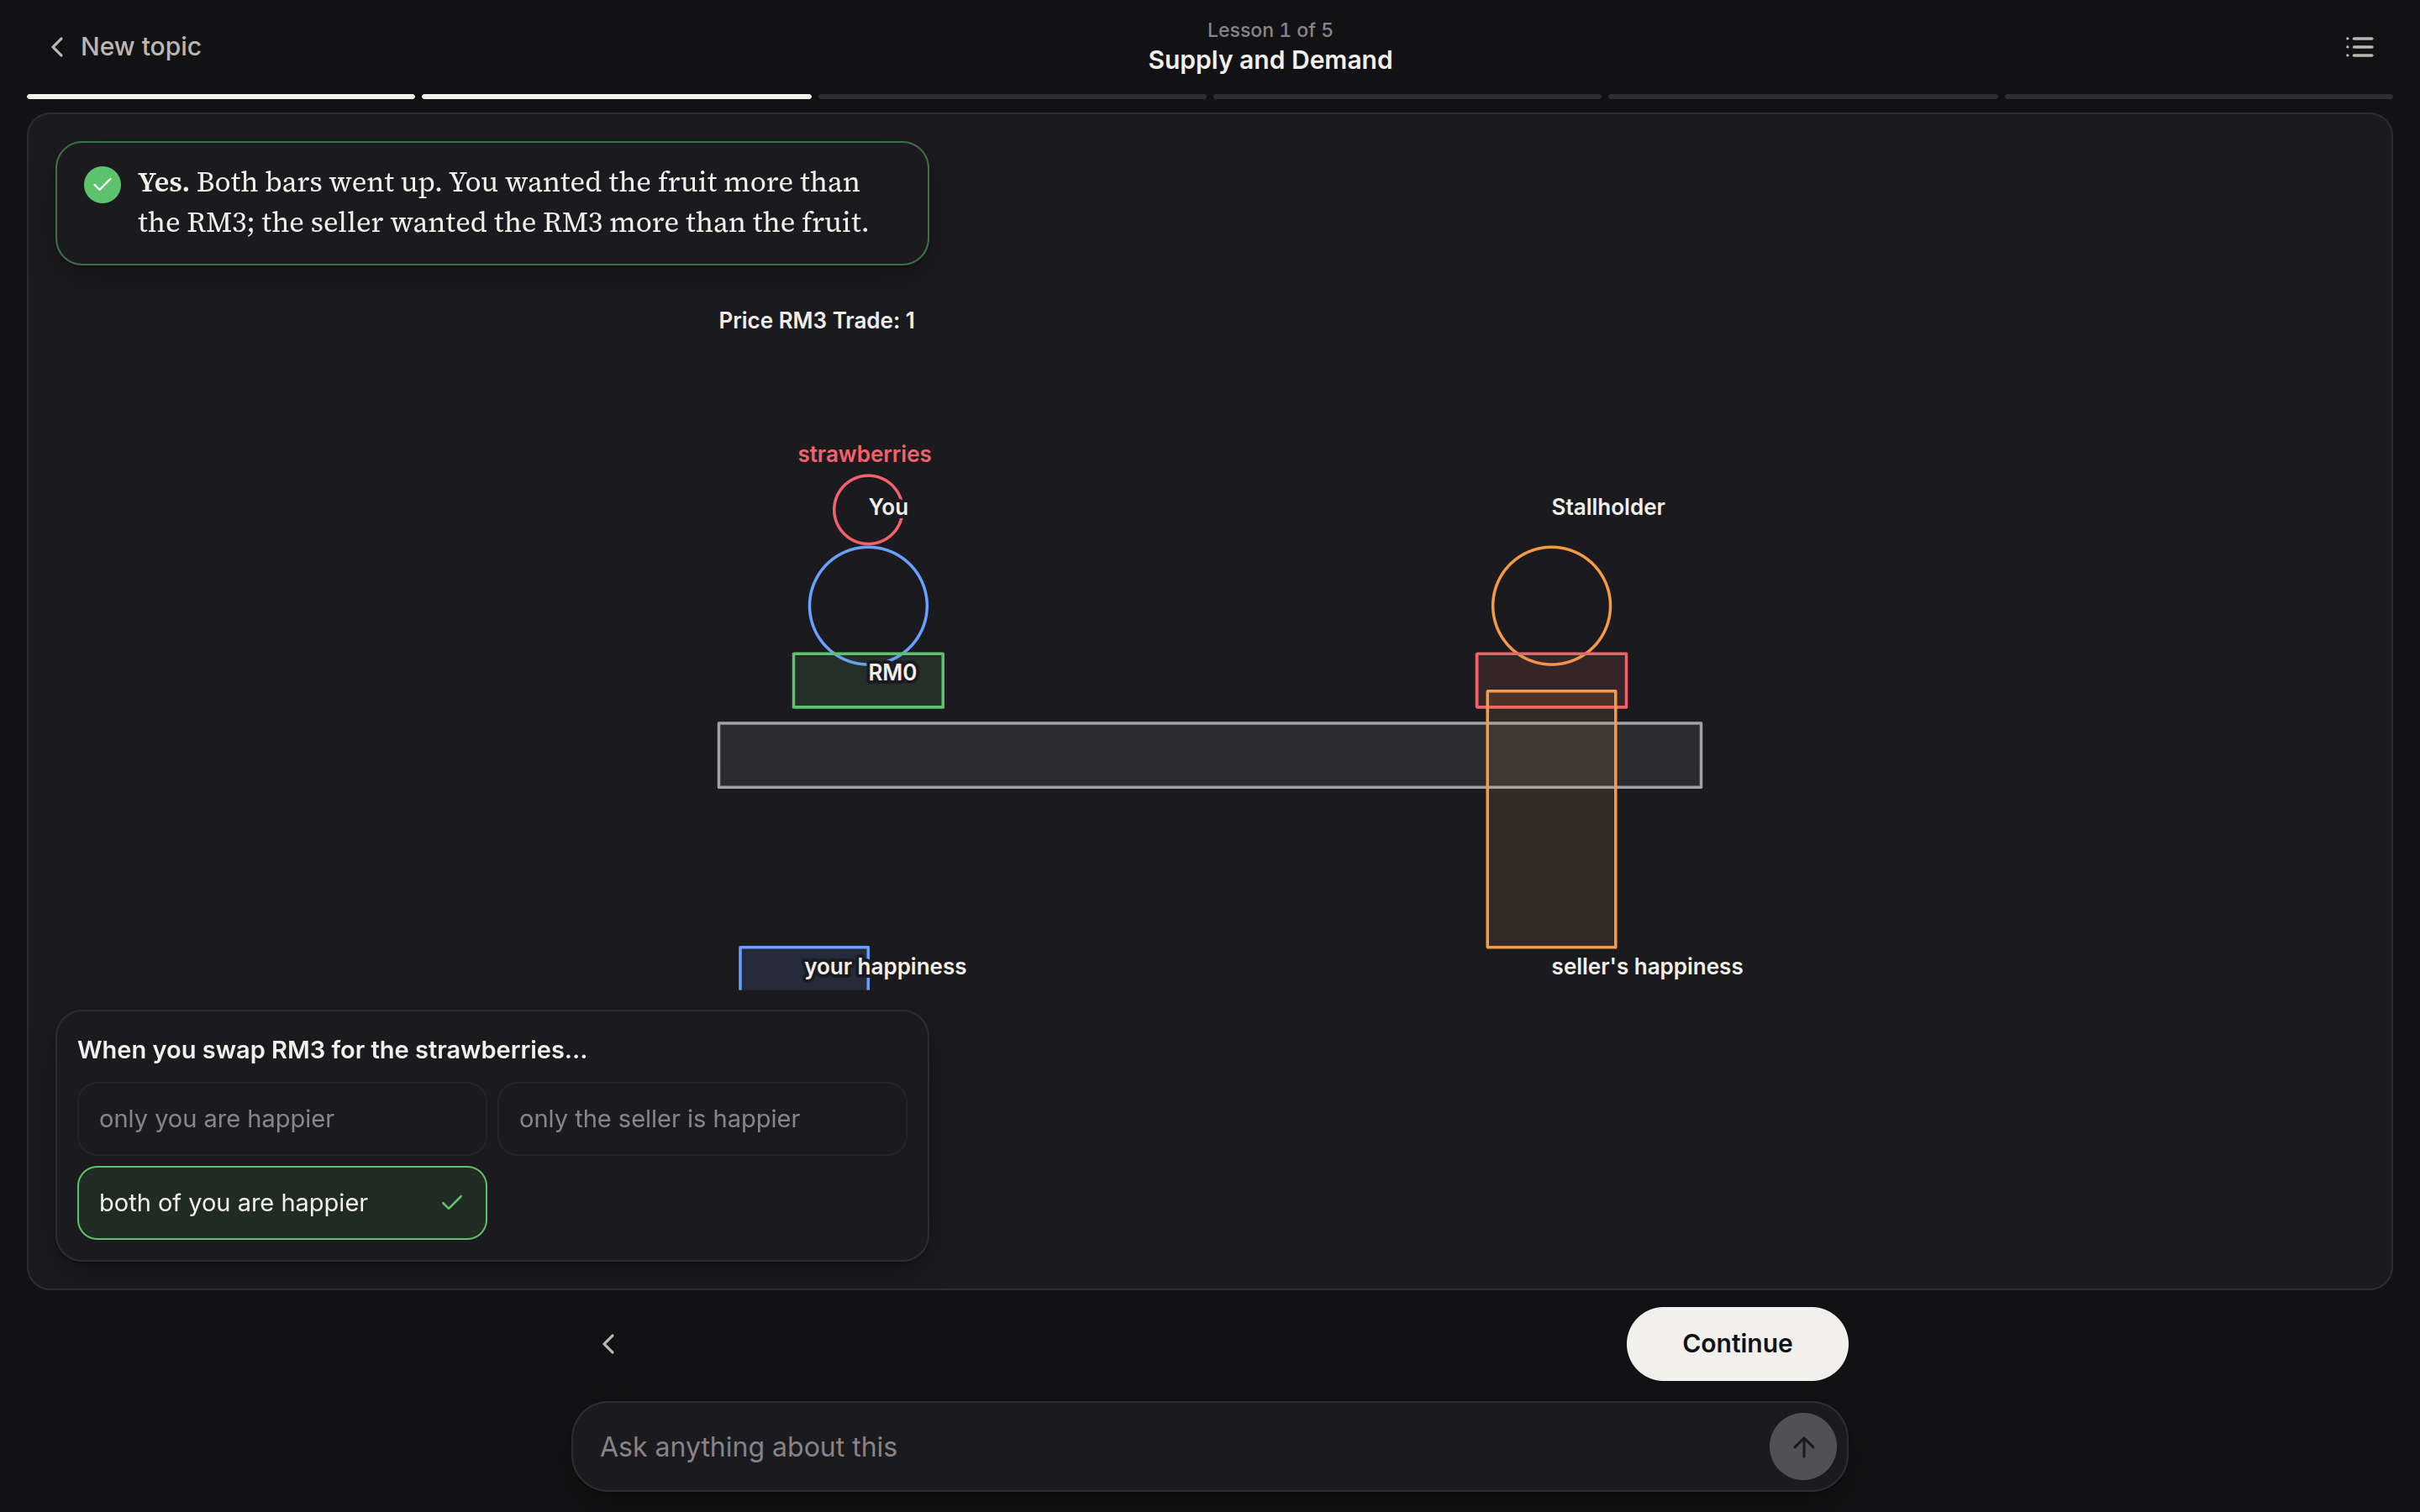 New topic
Lesson 1 of 5
Supply and Demand
Yes. Both bars went up. You wanted the fruit more than
the RM3; the seller wanted the RM3 more than the fruit.
Price RM3 Trade: 1
strawberries
You
Stallholder
RM0
your happiness
seller's happiness
When you swap RM3 for the strawberries...
only you are happier
only the seller is happier
both of you are happier
Continue
Ask anything about this